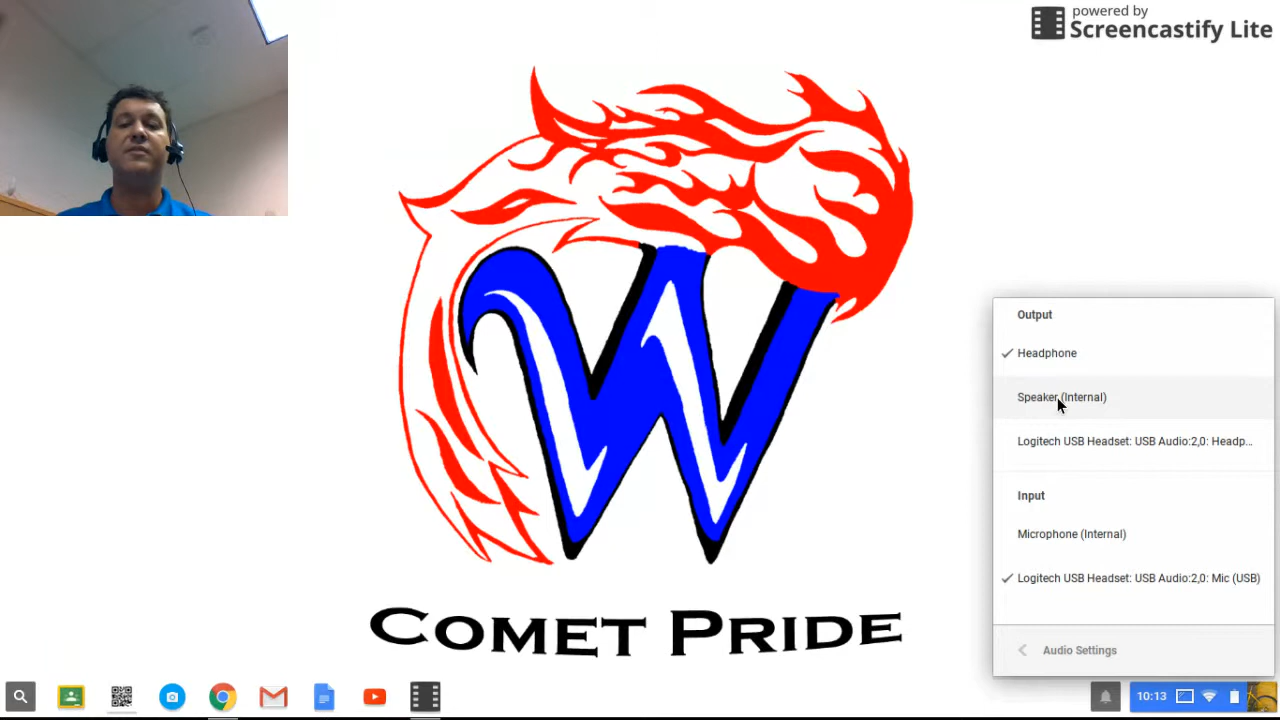 powered by
Screencastify Lite
W
COMET PRIDE
Output
Headphone
Speaker (Internal)
Logitech USB Headset: USB Audio:2,0: Headp...
Input
Microphone (Internal)
Logitech USB Headset: USB Audio:2,0: Mic (USB)
Audio Settings
10:13